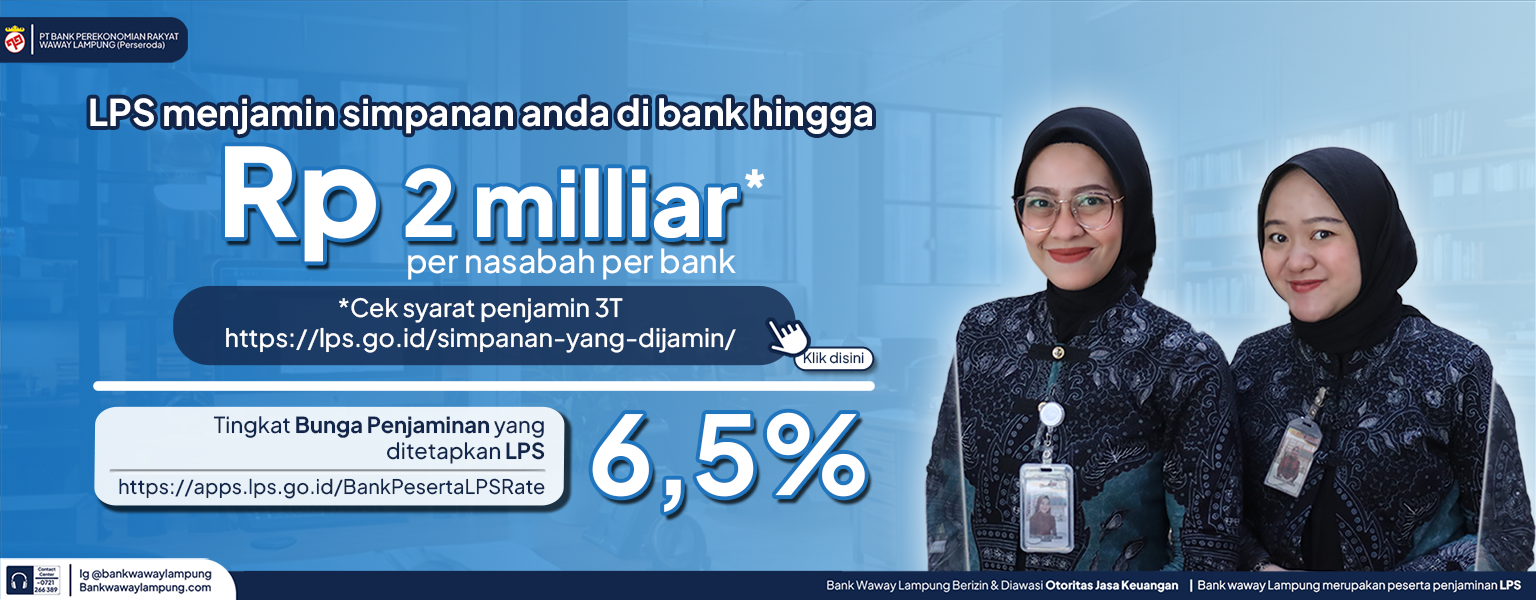 PT BANK PEREKONOMIAN RAKYAT
WAWAY LAMPUNG (Perseroda)
LPS menjamin simpanan anda di bank hingga
Rp 2 milliar*
per nasabah per bank
*Cek syarat penjamin 3T
https://lps.go.id/simpanan-yang-dijamin/
Klik disini
Tingkat Bunga Penjaminan yang
ditetapkan LPS
https://apps.lps.go.id/BankPesertaLPSRate
6,5%
Contact
Center
-0721
266 389
Ig @bankwawaylampung
Bankwawaylampung.com
Bank Waway Lampung Berizin & Diawasi Otoritas Jasa Keuangan | Bank waway Lampung merupakan peserta penjaminan LPS